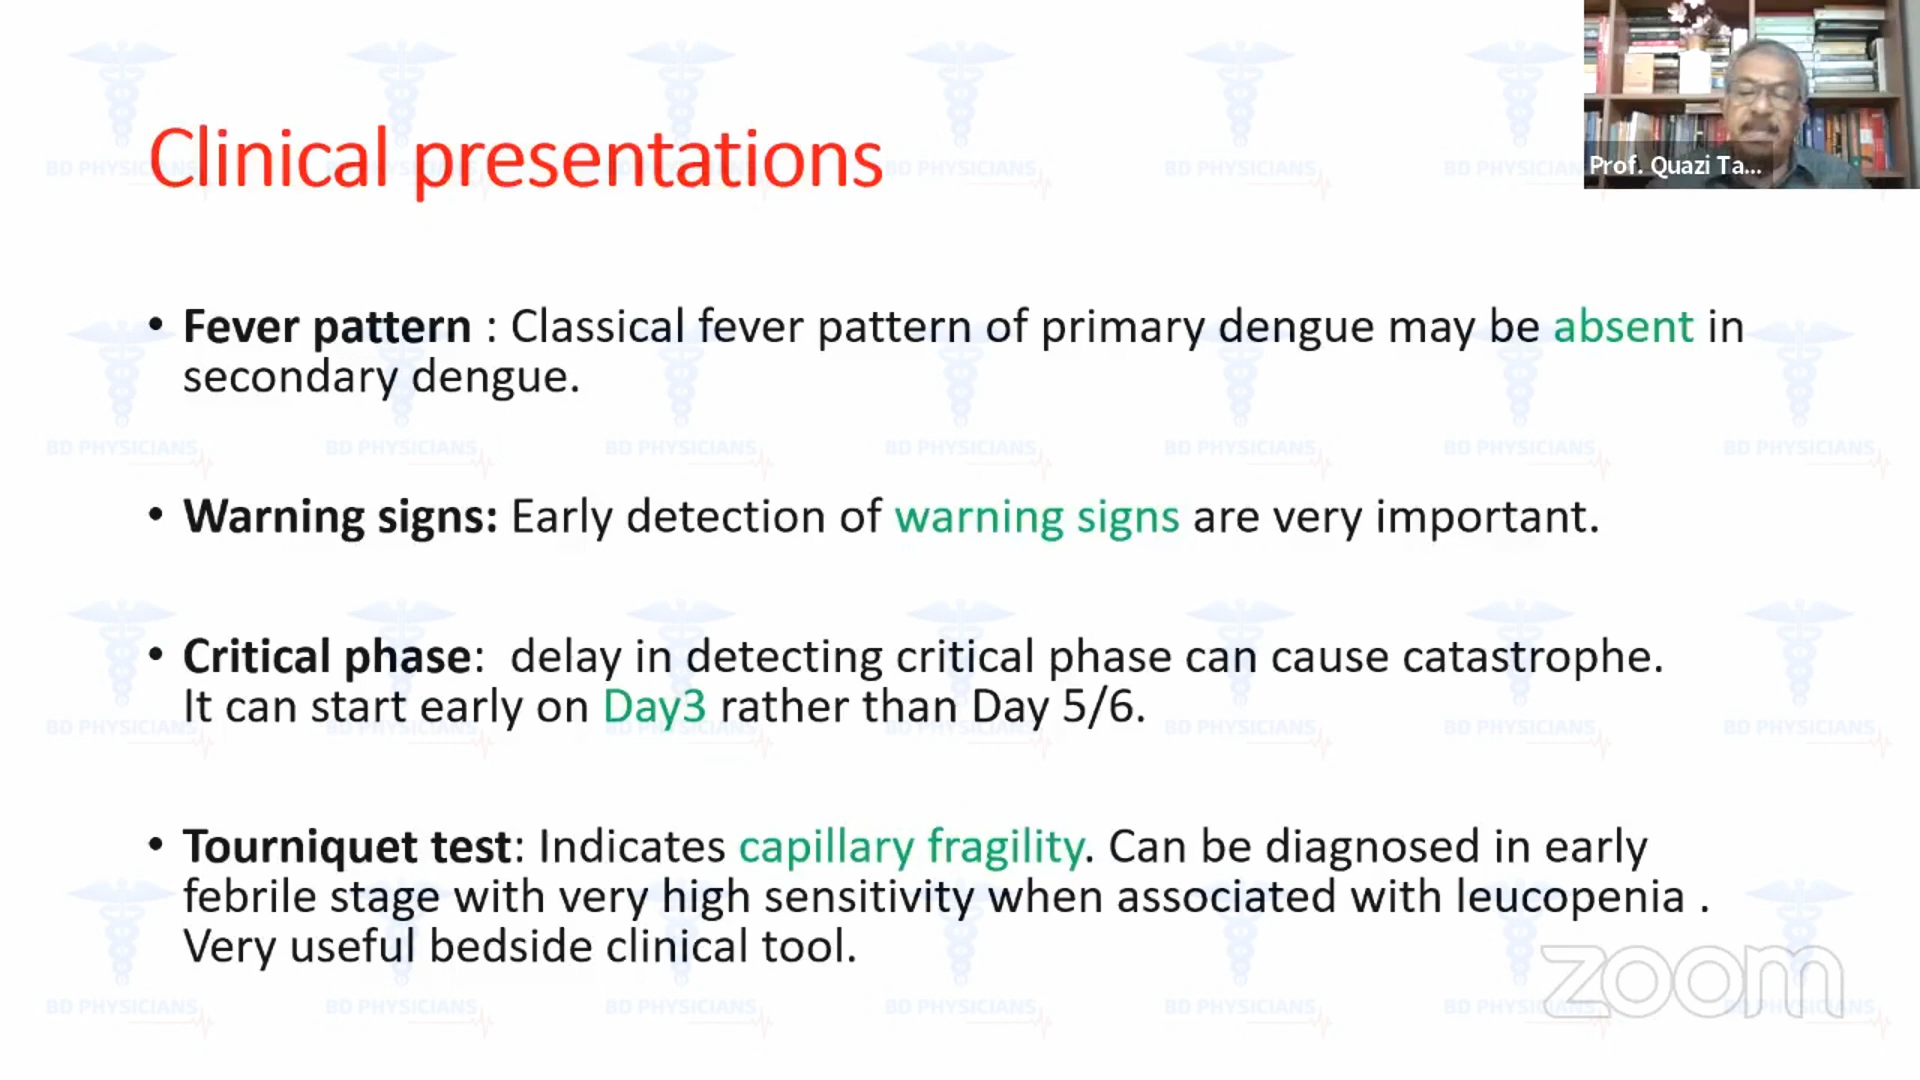 Clinical presentations
Prof. Quazi Ta...
• Fever pattern : Classical fever pattern of primary dengue may be absent in
secondary dengue.
• Warning signs: Early detection of warning signs are very important.
• Critical phase:  delay in detecting critical phase can cause catastrophe.
It can start early on Day3 rather than Day 5/6.
• Tourniquet test: Indicates capillary fragility. Can be diagnosed in early
febrile stage with very high sensitivity when associated with leucopenia .
Very useful bedside clinical tool.
zoom
BD PHYSICIANS